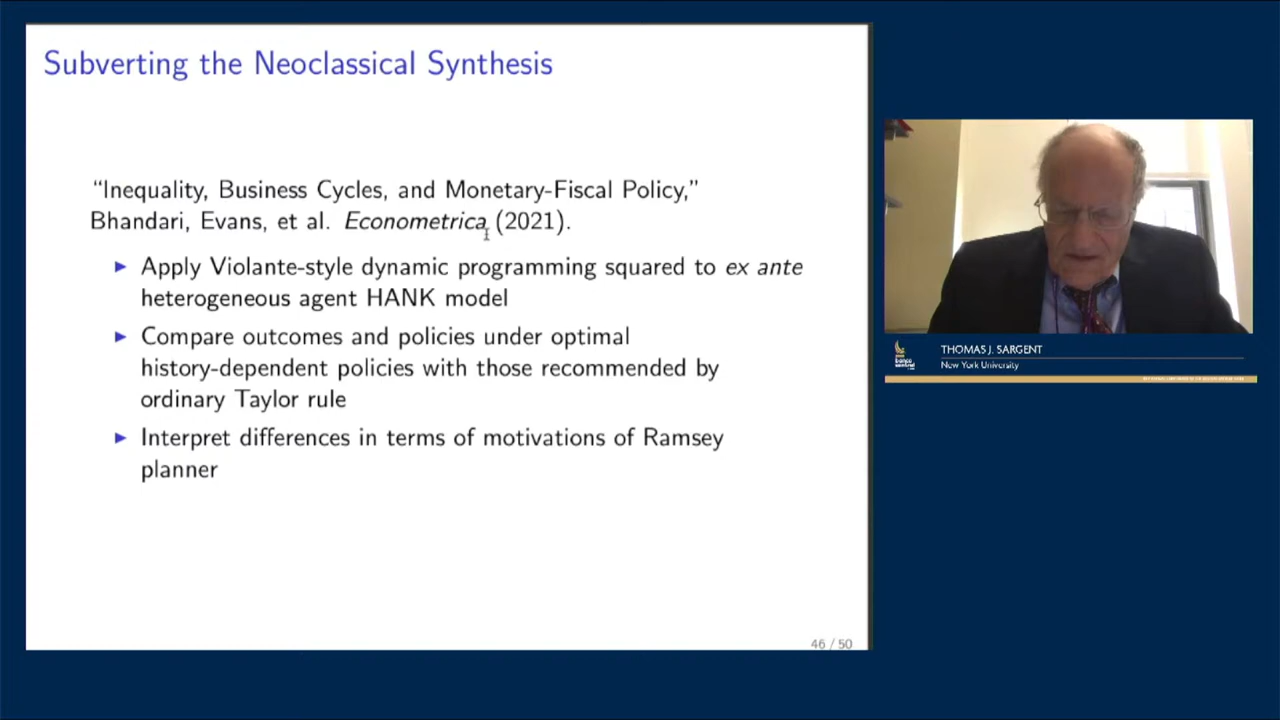 Subverting the Neoclassical Synthesis
“Inequality, Business Cycles, and Monetary-Fiscal Policy,”
Bhandari, Evans, et al. Econometrica (2021).
▶ Apply Violante-style dynamic programming squared to ex ante
heterogeneous agent HANK model
▶ Compare outcomes and policies under optimal
history-dependent policies with those recommended by
ordinary Taylor rule
▶ Interpret differences in terms of motivations of Ramsey
planner
46 / 50
THOMAS J. SARGENT
New York University